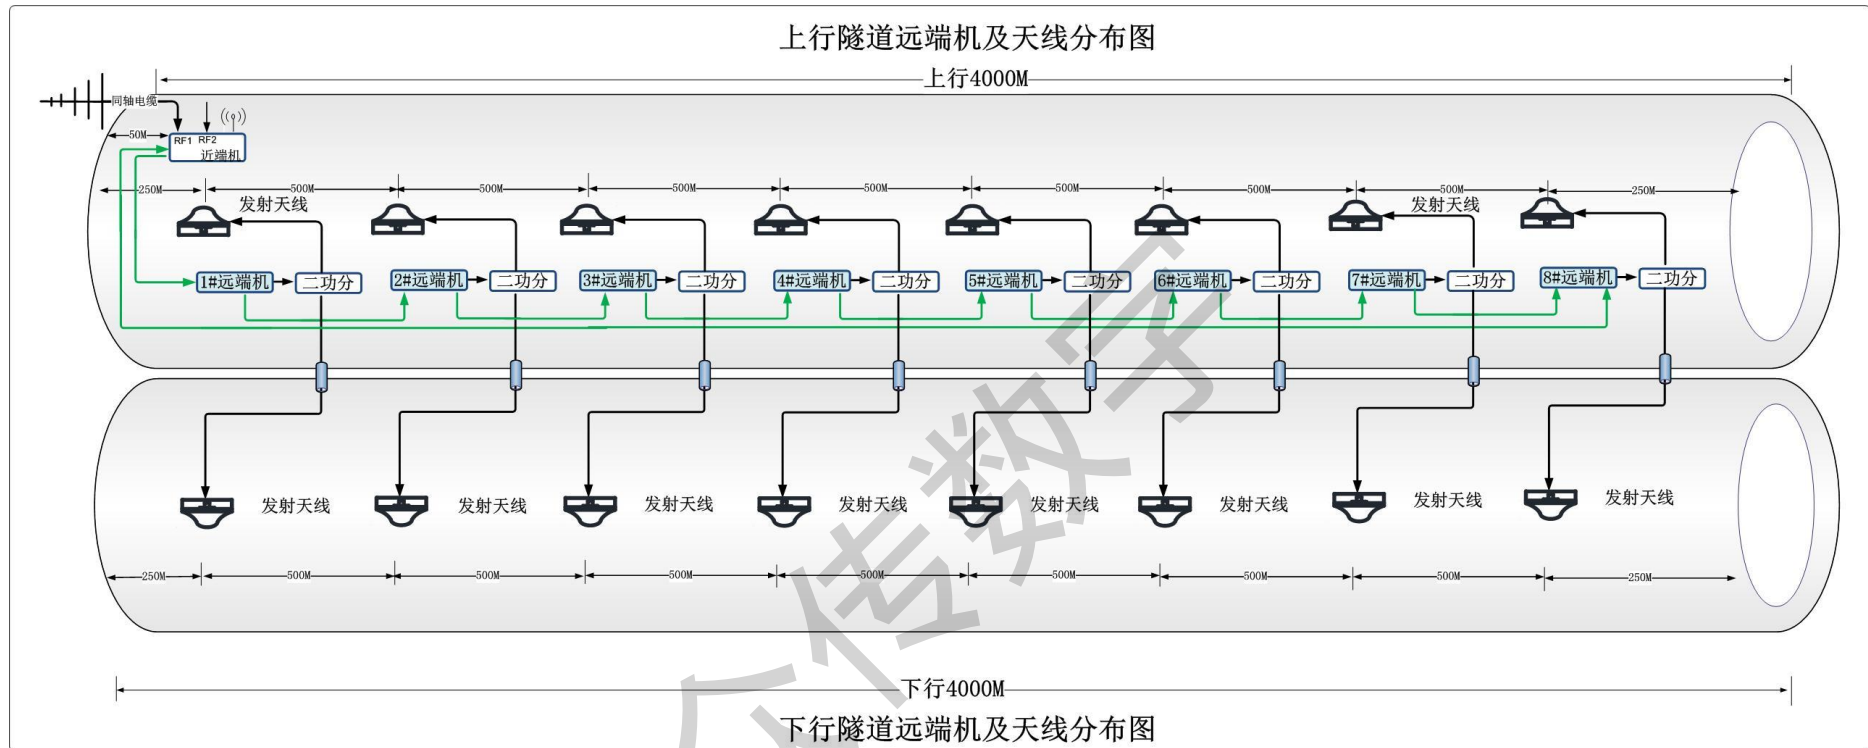 上行隧道远端机及天线分布图
上行4000M
同轴电缆
50M
RF1 RF2
近端机
250M 500M 500M 500M 500M 500M 500M 500M 250M
发射天线 发射天线
1#远端机 二功分 2#远端机 二功分 3#远端机 二功分 4#远端机 二功分 5#远端机 二功分 6#远端机 二功分 7#远端机 二功分 8#远端机 二功分
发射天线 发射天线 发射天线 发射天线 发射天线 发射天线 发射天线 发射天线
250M 500M 500M 500M 500M 500M 500M 500M 250M
下行4000M
下行隧道远端机及天线分布图
众传数字